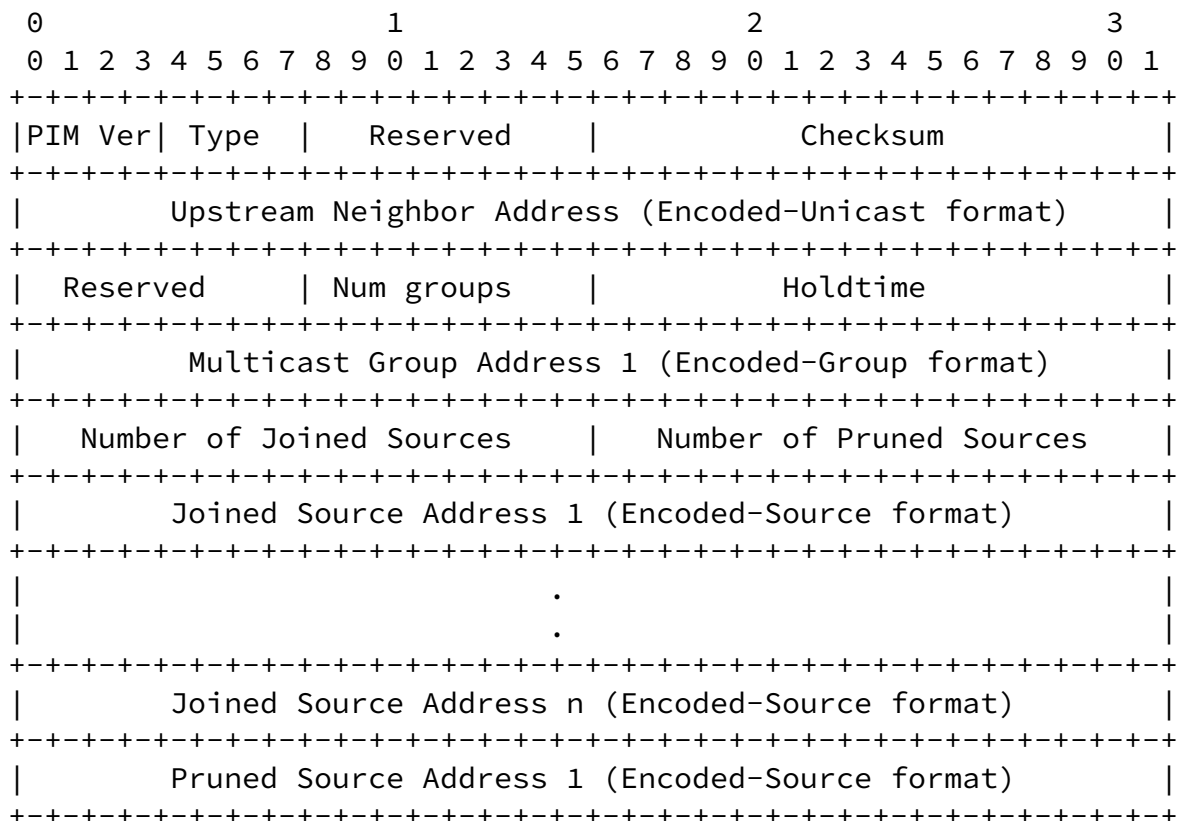 0                   1                   2                   3
 0 1 2 3 4 5 6 7 8 9 0 1 2 3 4 5 6 7 8 9 0 1 2 3 4 5 6 7 8 9 0 1
+-+-+-+-+-+-+-+-+-+-+-+-+-+-+-+-+-+-+-+-+-+-+-+-+-+-+-+-+-+-+-+-+
|PIM Ver| Type  |   Reserved    |           Checksum            |
+-+-+-+-+-+-+-+-+-+-+-+-+-+-+-+-+-+-+-+-+-+-+-+-+-+-+-+-+-+-+-+-+
|        Upstream Neighbor Address (Encoded-Unicast format)     |
+-+-+-+-+-+-+-+-+-+-+-+-+-+-+-+-+-+-+-+-+-+-+-+-+-+-+-+-+-+-+-+-+
|  Reserved     | Num groups    |          Holdtime             |
+-+-+-+-+-+-+-+-+-+-+-+-+-+-+-+-+-+-+-+-+-+-+-+-+-+-+-+-+-+-+-+-+
|         Multicast Group Address 1 (Encoded-Group format)      |
+-+-+-+-+-+-+-+-+-+-+-+-+-+-+-+-+-+-+-+-+-+-+-+-+-+-+-+-+-+-+-+-+
|   Number of Joined Sources    |   Number of Pruned Sources    |
+-+-+-+-+-+-+-+-+-+-+-+-+-+-+-+-+-+-+-+-+-+-+-+-+-+-+-+-+-+-+-+-+
|        Joined Source Address 1 (Encoded-Source format)        |
+-+-+-+-+-+-+-+-+-+-+-+-+-+-+-+-+-+-+-+-+-+-+-+-+-+-+-+-+-+-+-+-+
|                             .                                 |
|                             .                                 |
+-+-+-+-+-+-+-+-+-+-+-+-+-+-+-+-+-+-+-+-+-+-+-+-+-+-+-+-+-+-+-+-+
|        Joined Source Address n (Encoded-Source format)        |
+-+-+-+-+-+-+-+-+-+-+-+-+-+-+-+-+-+-+-+-+-+-+-+-+-+-+-+-+-+-+-+-+
|        Pruned Source Address 1 (Encoded-Source format)        |
+-+-+-+-+-+-+-+-+-+-+-+-+-+-+-+-+-+-+-+-+-+-+-+-+-+-+-+-+-+-+-+-+